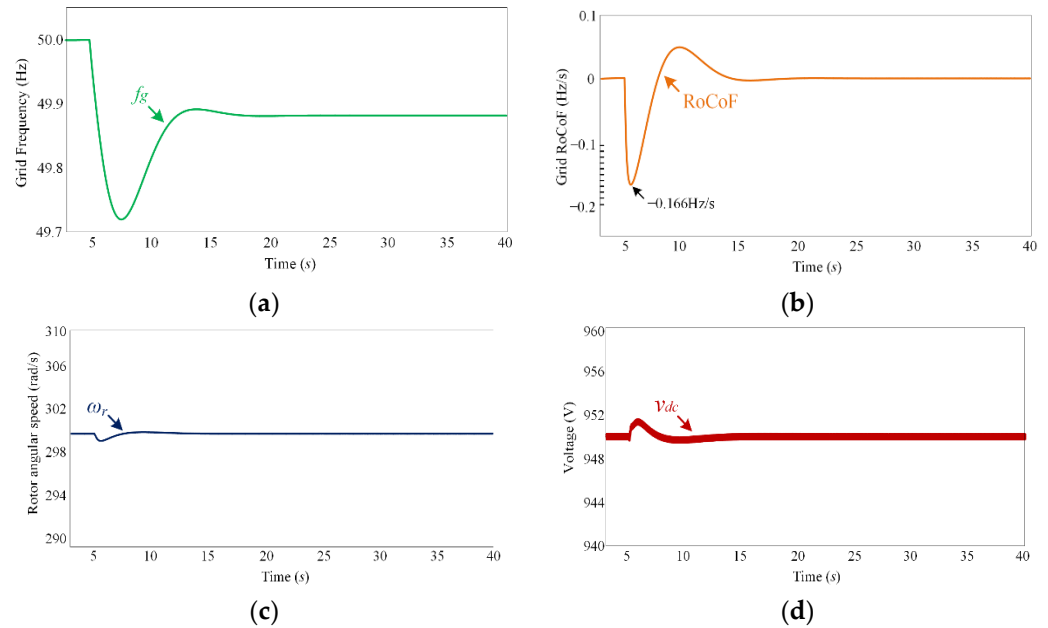 Grid Frequency (Hz)
50.0
49.9
49.8
49.7
fg
5 10 15 20 25 30 35 40
Time (s)
(a)
Grid RoCoF (Hz/s)
0.1
0
−0.1
−0.2
RoCoF
−0.166Hz/s
5 10 15 20 25 30 35 40
Time (s)
(b)
Rotor angular speed (rad/s)
310
306
302
298
294
290
ωr
5 10 15 20 25 30 35 40
Time (s)
(c)
Voltage (V)
960
956
952
948
944
940
vdc
5 10 15 20 25 30 35 40
Time (s)
(d)